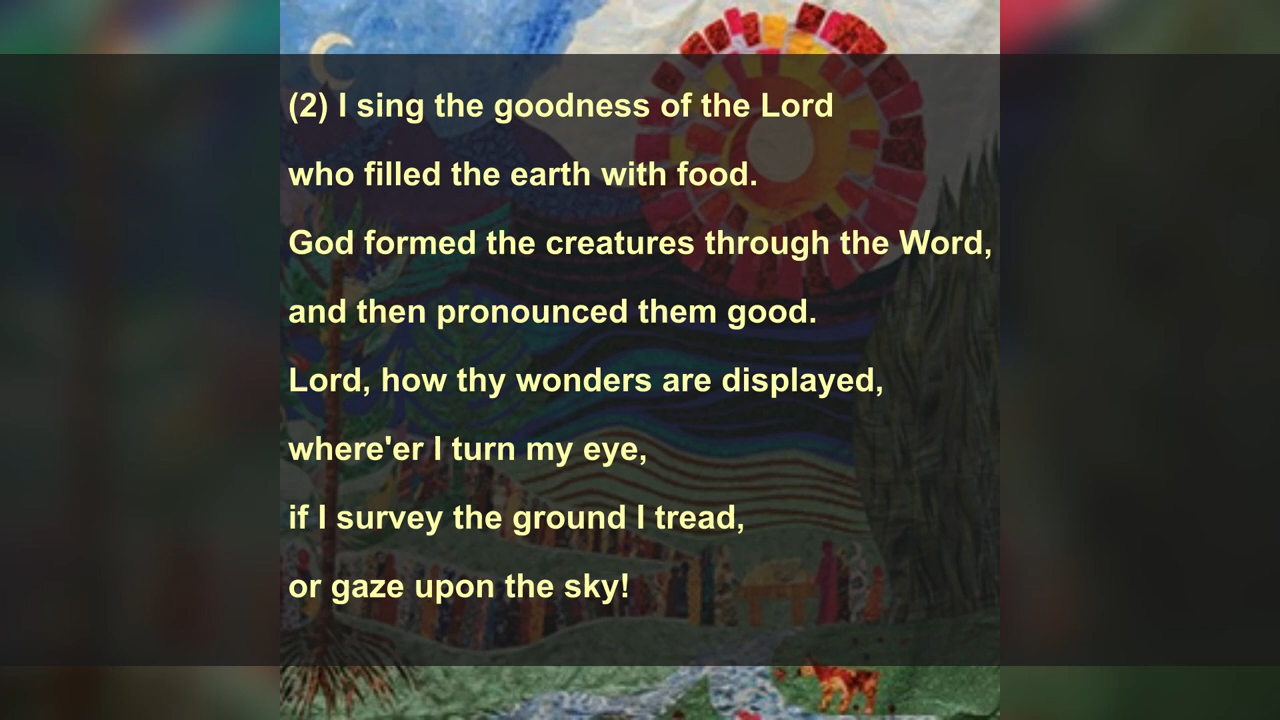 (2) I sing the goodness of the Lord
who filled the earth with food.
God formed the creatures through the Word,
and then pronounced them good.
Lord, how thy wonders are displayed,
where'er I turn my eye,
if I survey the ground I tread,
or gaze upon the sky!